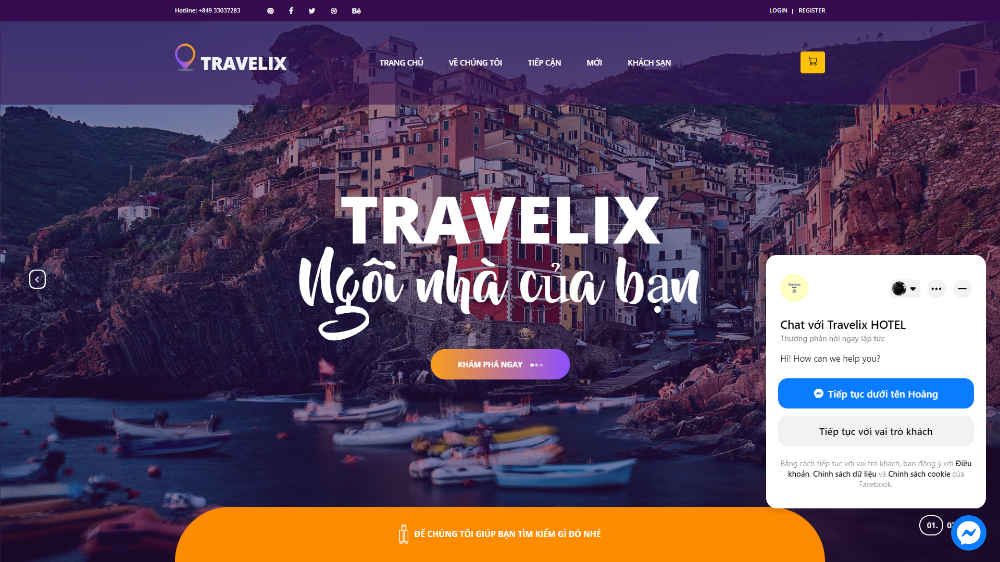 Hotline: +849 33037283
Bē
LOGIN | REGISTER
TRAVELIX
TRANG CHỦ
VỀ CHÚNG TÔI
TIẾP CẬN
MỚI
KHÁCH SẠN
TRAVELIX
Ngôi nhà của bạn
KHÁM PHÁ NGAY
Travelix
Chat với Travelix HOTEL
Thường phản hồi ngay lập tức
Hi! How can we help you?
Tiếp tục dưới tên Hoàng
Tiếp tục với vai trò khách
Bằng cách tiếp tục với vai trò khách, bạn đồng ý với Điều
khoản, Chính sách dữ liệu và Chính sách cookie của
Facebook.
01.
ĐỂ CHÚNG TÔI GIÚP BẠN TÌM KIẾM GÌ ĐÓ NHÉ